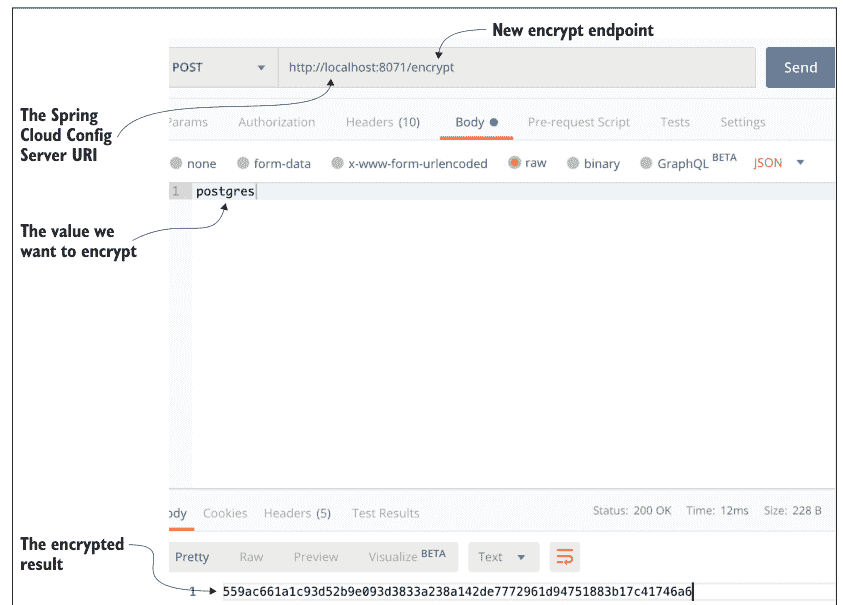 New encrypt endpoint
POST http://localhost:8071/encrypt Send
The Spring
Cloud Config
Server URI
Params Authorization Headers (10) Body Pre-request Script Tests Settings
none form-data x-www-form-urlencoded raw binary GraphQL BETA JSON
1 postgres
The value we
want to encrypt
ody Cookies Headers (5) Test Results Status: 200 OK Time: 12ms Size: 228 B
The encrypted
result
Pretty Raw Preview Visualize BETA Text
1 559ac661a1c93d52b9e093d3833a238a142de7772961d94751883b17c41746a6